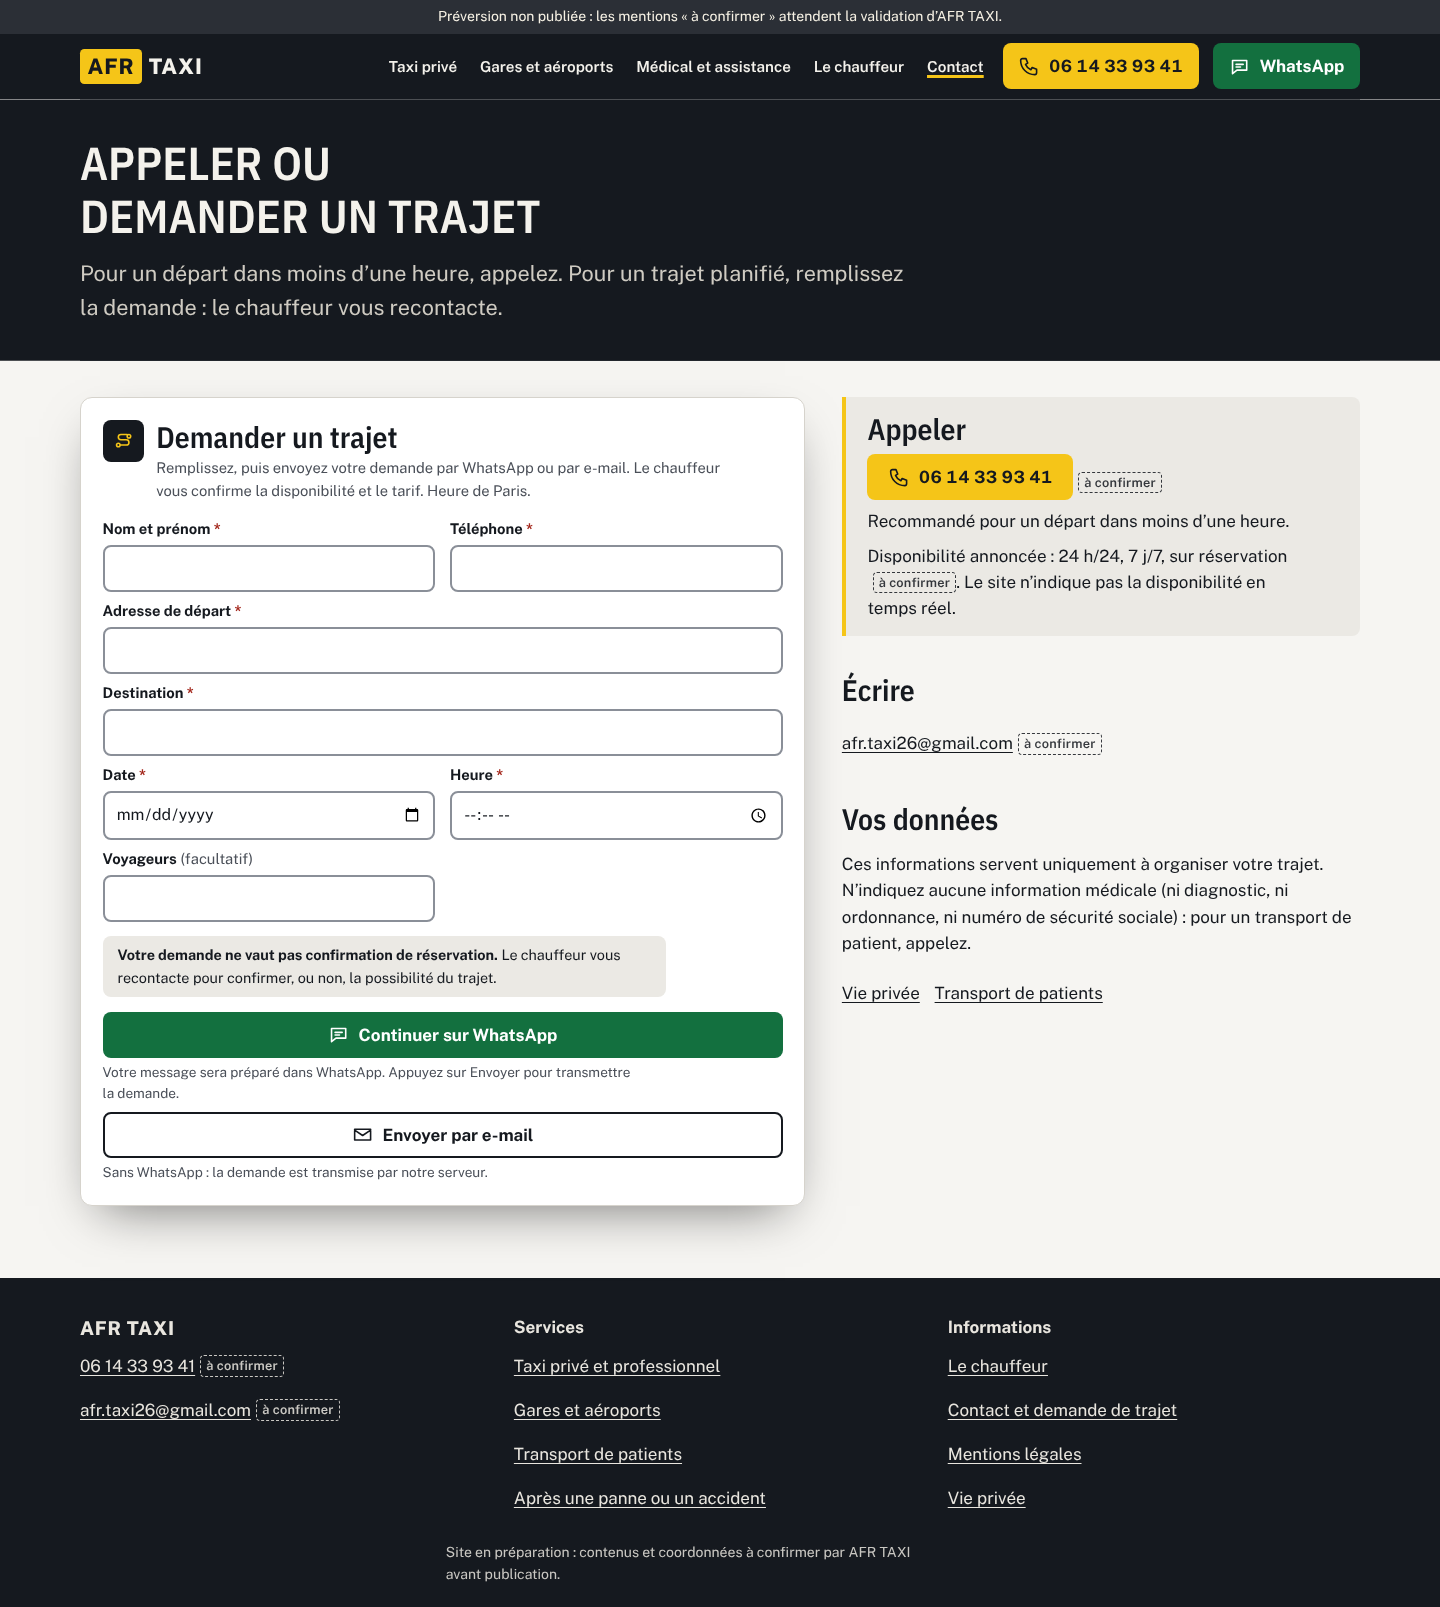 Préversion non publiée : les mentions « à confirmer » attendent la validation d’AFR TAXI.
AFR TAXI
Taxi privé
Gares et aéroports
Médical et assistance
Le chauffeur
Contact
06 14 33 93 41
WhatsApp
APPELER OU
DEMANDER UN TRAJET
Pour un départ dans moins d’une heure, appelez. Pour un trajet planifié, remplissez
la demande : le chauffeur vous recontacte.
Demander un trajet
Remplissez, puis envoyez votre demande par WhatsApp ou par e-mail. Le chauffeur
vous confirme la disponibilité et le tarif. Heure de Paris.
Nom et prénom *
Téléphone *
Adresse de départ *
Destination *
Date *
Heure *
mm/dd/yyyy
--:-- --
Voyageurs (facultatif)
Votre demande ne vaut pas confirmation de réservation. Le chauffeur vous
recontacte pour confirmer, ou non, la possibilité du trajet.
Continuer sur WhatsApp
Votre message sera préparé dans WhatsApp. Appuyez sur Envoyer pour transmettre
la demande.
Envoyer par e-mail
Sans WhatsApp : la demande est transmise par notre serveur.
Appeler
06 14 33 93 41 à confirmer
Recommandé pour un départ dans moins d’une heure.
Disponibilité annoncée : 24 h/24, 7 j/7, sur réservation
à confirmer. Le site n’indique pas la disponibilité en
temps réel.
Écrire
afr.taxi26@gmail.com à confirmer
Vos données
Ces informations servent uniquement à organiser votre trajet.
N’indiquez aucune information médicale (ni diagnostic, ni
ordonnance, ni numéro de sécurité sociale) : pour un transport de
patient, appelez.
Vie privée Transport de patients
AFR TAXI
06 14 33 93 41 à confirmer
afr.taxi26@gmail.com à confirmer
Services
Taxi privé et professionnel
Gares et aéroports
Transport de patients
Après une panne ou un accident
Informations
Le chauffeur
Contact et demande de trajet
Mentions légales
Vie privée
Site en préparation : contenus et coordonnées à confirmer par AFR TAXI
avant publication.